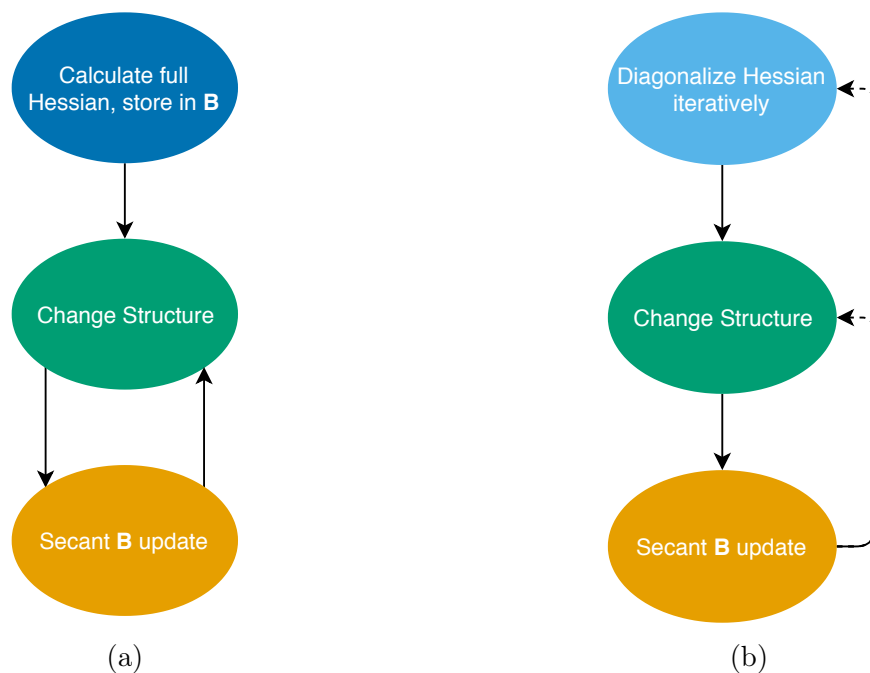 Calculate full
Hessian, store in B
Change Structure
Secant B update
(a)
Diagonalize Hessian
iteratively
Change Structure
Secant B update
(b)